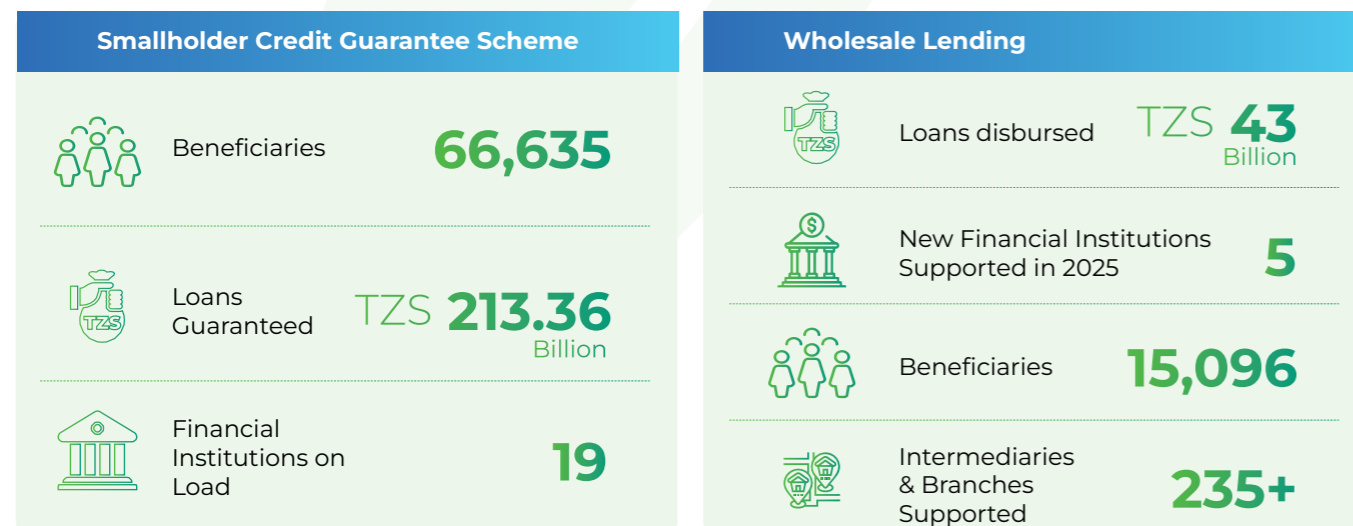 Smallholder Credit Guarantee Scheme
Beneficiaries
66,635
Loans
Guaranteed
TZS 213.36
Billion
TZS
Financial
Institutions on
Load
19
Wholesale Lending
Loans disbursed
TZS 43
Billion
TZS
New Financial Institutions
Supported in 2025
5
$
Beneficiaries
15,096
Intermediaries
& Branches
Supported
235+